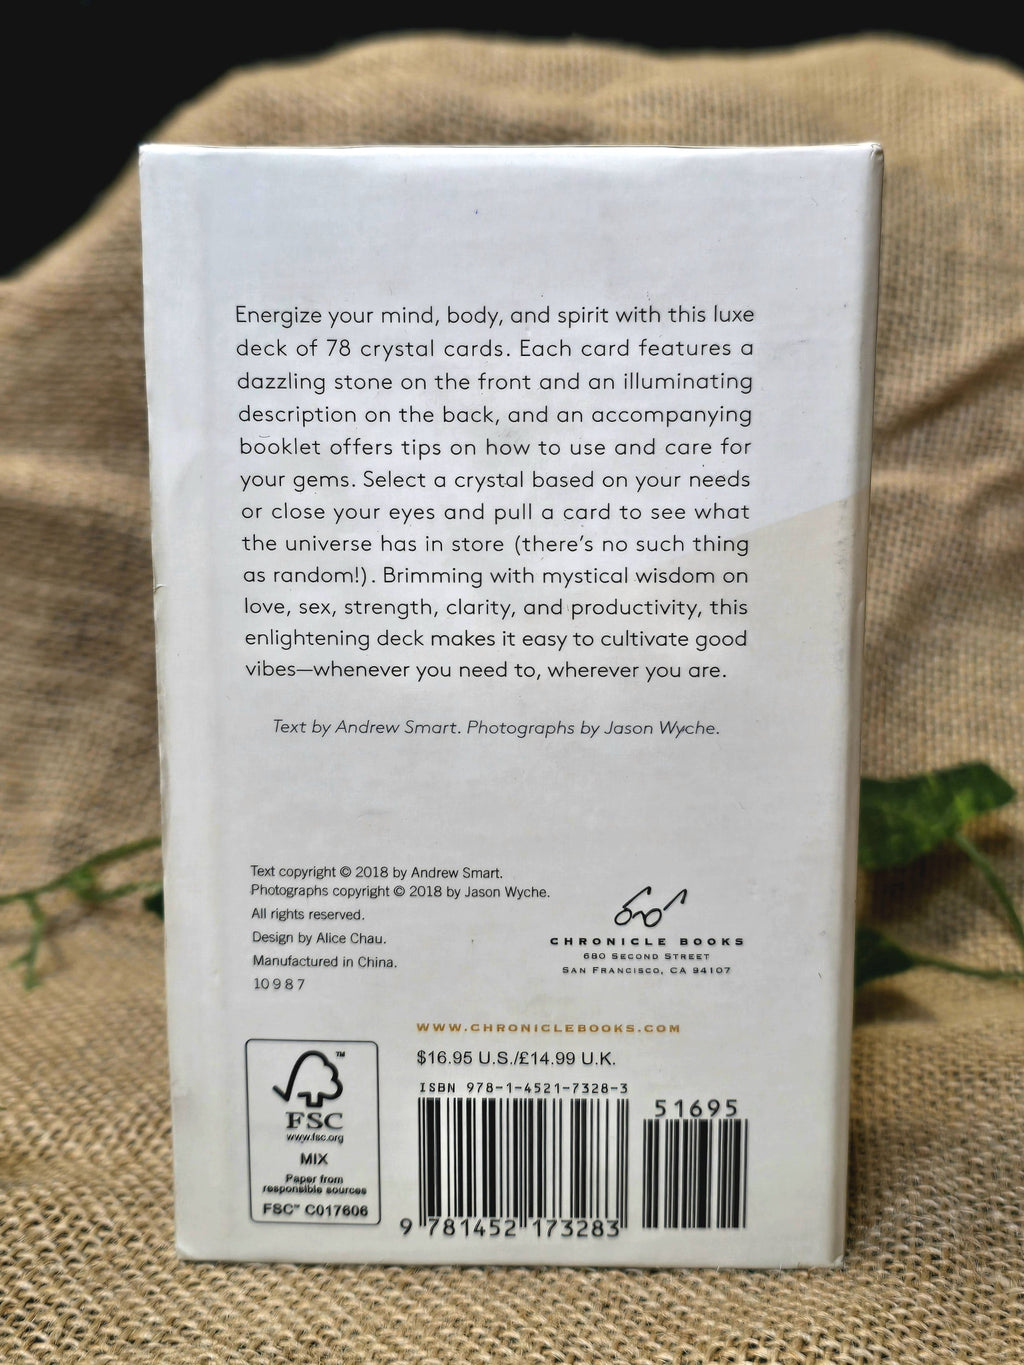 Energize your mind, body, and spirit with this luxe
deck of 78 crystal cards. Each card features a
dazzling stone on the front and an illuminating
description on the back, and an accompanying
booklet offers tips on how to use and care for
your gems. Select a crystal based on your needs
or close your eyes and pull a card to see what
the universe has in store (there's no such thing
as random!). Brimming with mystical wisdom on
love, sex, strength, clarity, and productivity, this
enlightening deck makes it easy to cultivate good
vibes—whenever you need to, wherever you are.
Text by Andrew Smart. Photographs by Jason Wyche.
Text copyright © 2018 by Andrew Smart.
Photographs copyright © 2018 by Jason Wyche.
All rights reserved.
Design by Alice Chau.
Manufactured in China.
10 9 8 7
CHRONICLE BOOKS
680 SECOND STREET
SAN FRANCISCO, CA 94107
WWW.CHRONICLEBOOKS.COM
$16.95 U.S./£14.99 U.K.
ISBN 978-1-4521-7328-3
51695
9 781452 173283
FSC™
www.fsc.org
MIX
Paper from
responsible sources
FSC™ C017606